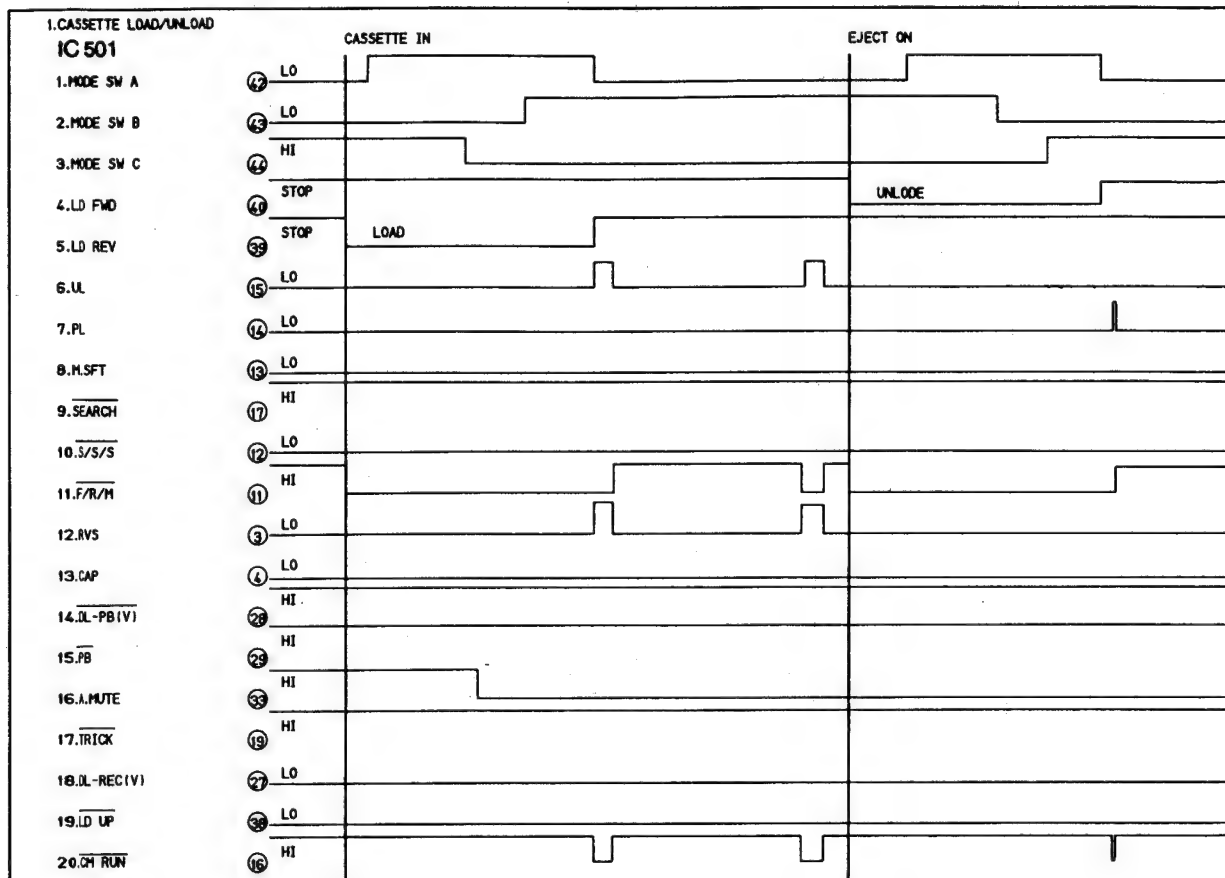 1.CASSETTE LOAD/UNLOAD
IC 501
CASSETTE IN
EJECT ON
1.MODE SW A 42 LO
2.MODE SW B 43 LO
3.MODE SW C 44 HI
4.LD FWD 40 STOP UNLODE
5.LD REV 39 STOP LOAD
6.UL 15 LO
7.PL 14 LO
8.M.SFT 13 LO
9.SEARCH 17 HI
10.S/S/S 12 LO
11.F/R/M 11 HI
12.RVS 3 LO
13.CAP 4 LO
14.DL-PB(V) 28 HI
15.PB 29 HI
16.A.MUTE 33 HI
17.TRICK 19 HI
18.DL-REC(V) 27 LO
19.LD UP 38 LO
20.CM RUN 16 HI